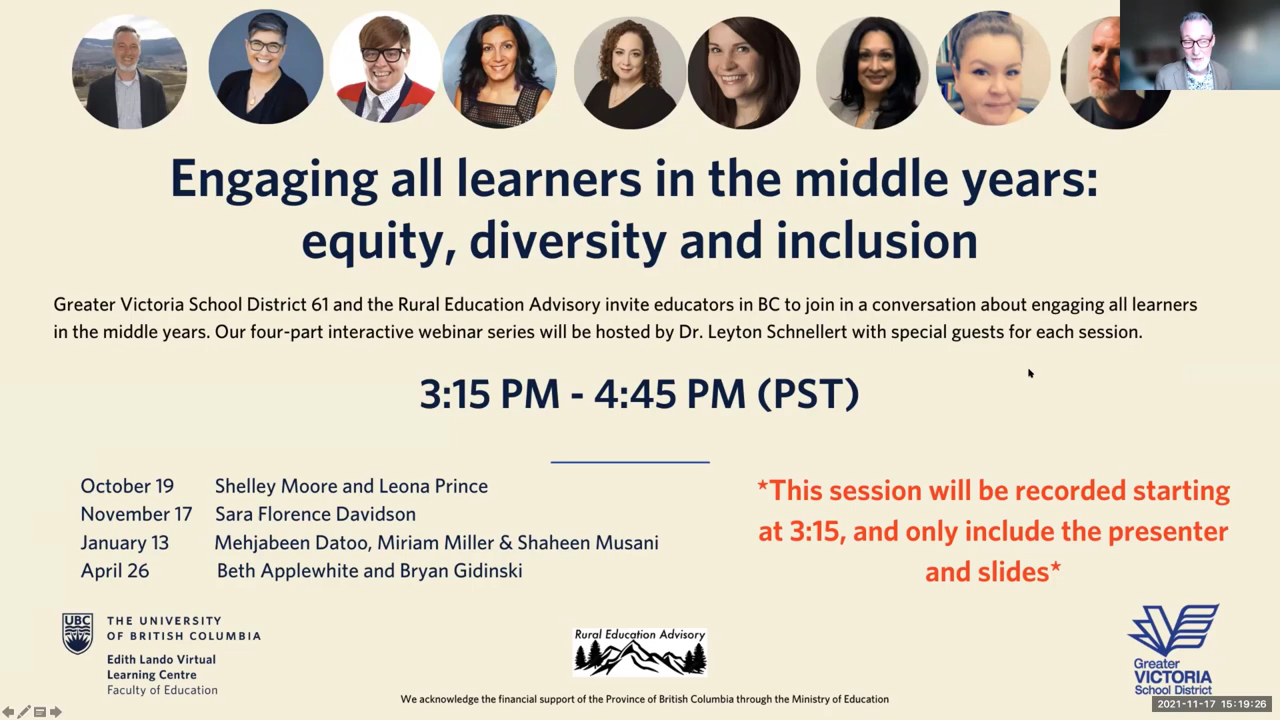 Engaging all learners in the middle years:
equity, diversity and inclusion
Greater Victoria School District 61 and the Rural Education Advisory invite educators in BC to join in a conversation about engaging all learners
in the middle years. Our four-part interactive webinar series will be hosted by Dr. Leyton Schnellert with special guests for each session.
3:15 PM - 4:45 PM (PST)
October 19 Shelley Moore and Leona Prince
November 17 Sara Florence Davidson
January 13 Mehjabeen Datoo, Miriam Miller & Shaheen Musani
April 26 Beth Applewhite and Bryan Gidinski
*This session will be recorded starting
at 3:15, and only include the presenter
and slides*
UBC
THE UNIVERSITY
OF BRITISH COLUMBIA
Edith Lando Virtual
Learning Centre
Faculty of Education
Rural Education Advisory
We acknowledge the financial support of the Province of British Columbia through the Ministry of Education
Greater
VICTORIA
School District
2021-11-17 15:19:26